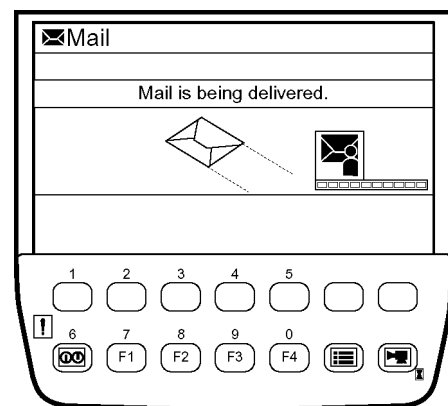 Mail
Mail is being delivered.
1 2 3 4 5
!
6 7 8 9 0
F1 F2 F3 F4